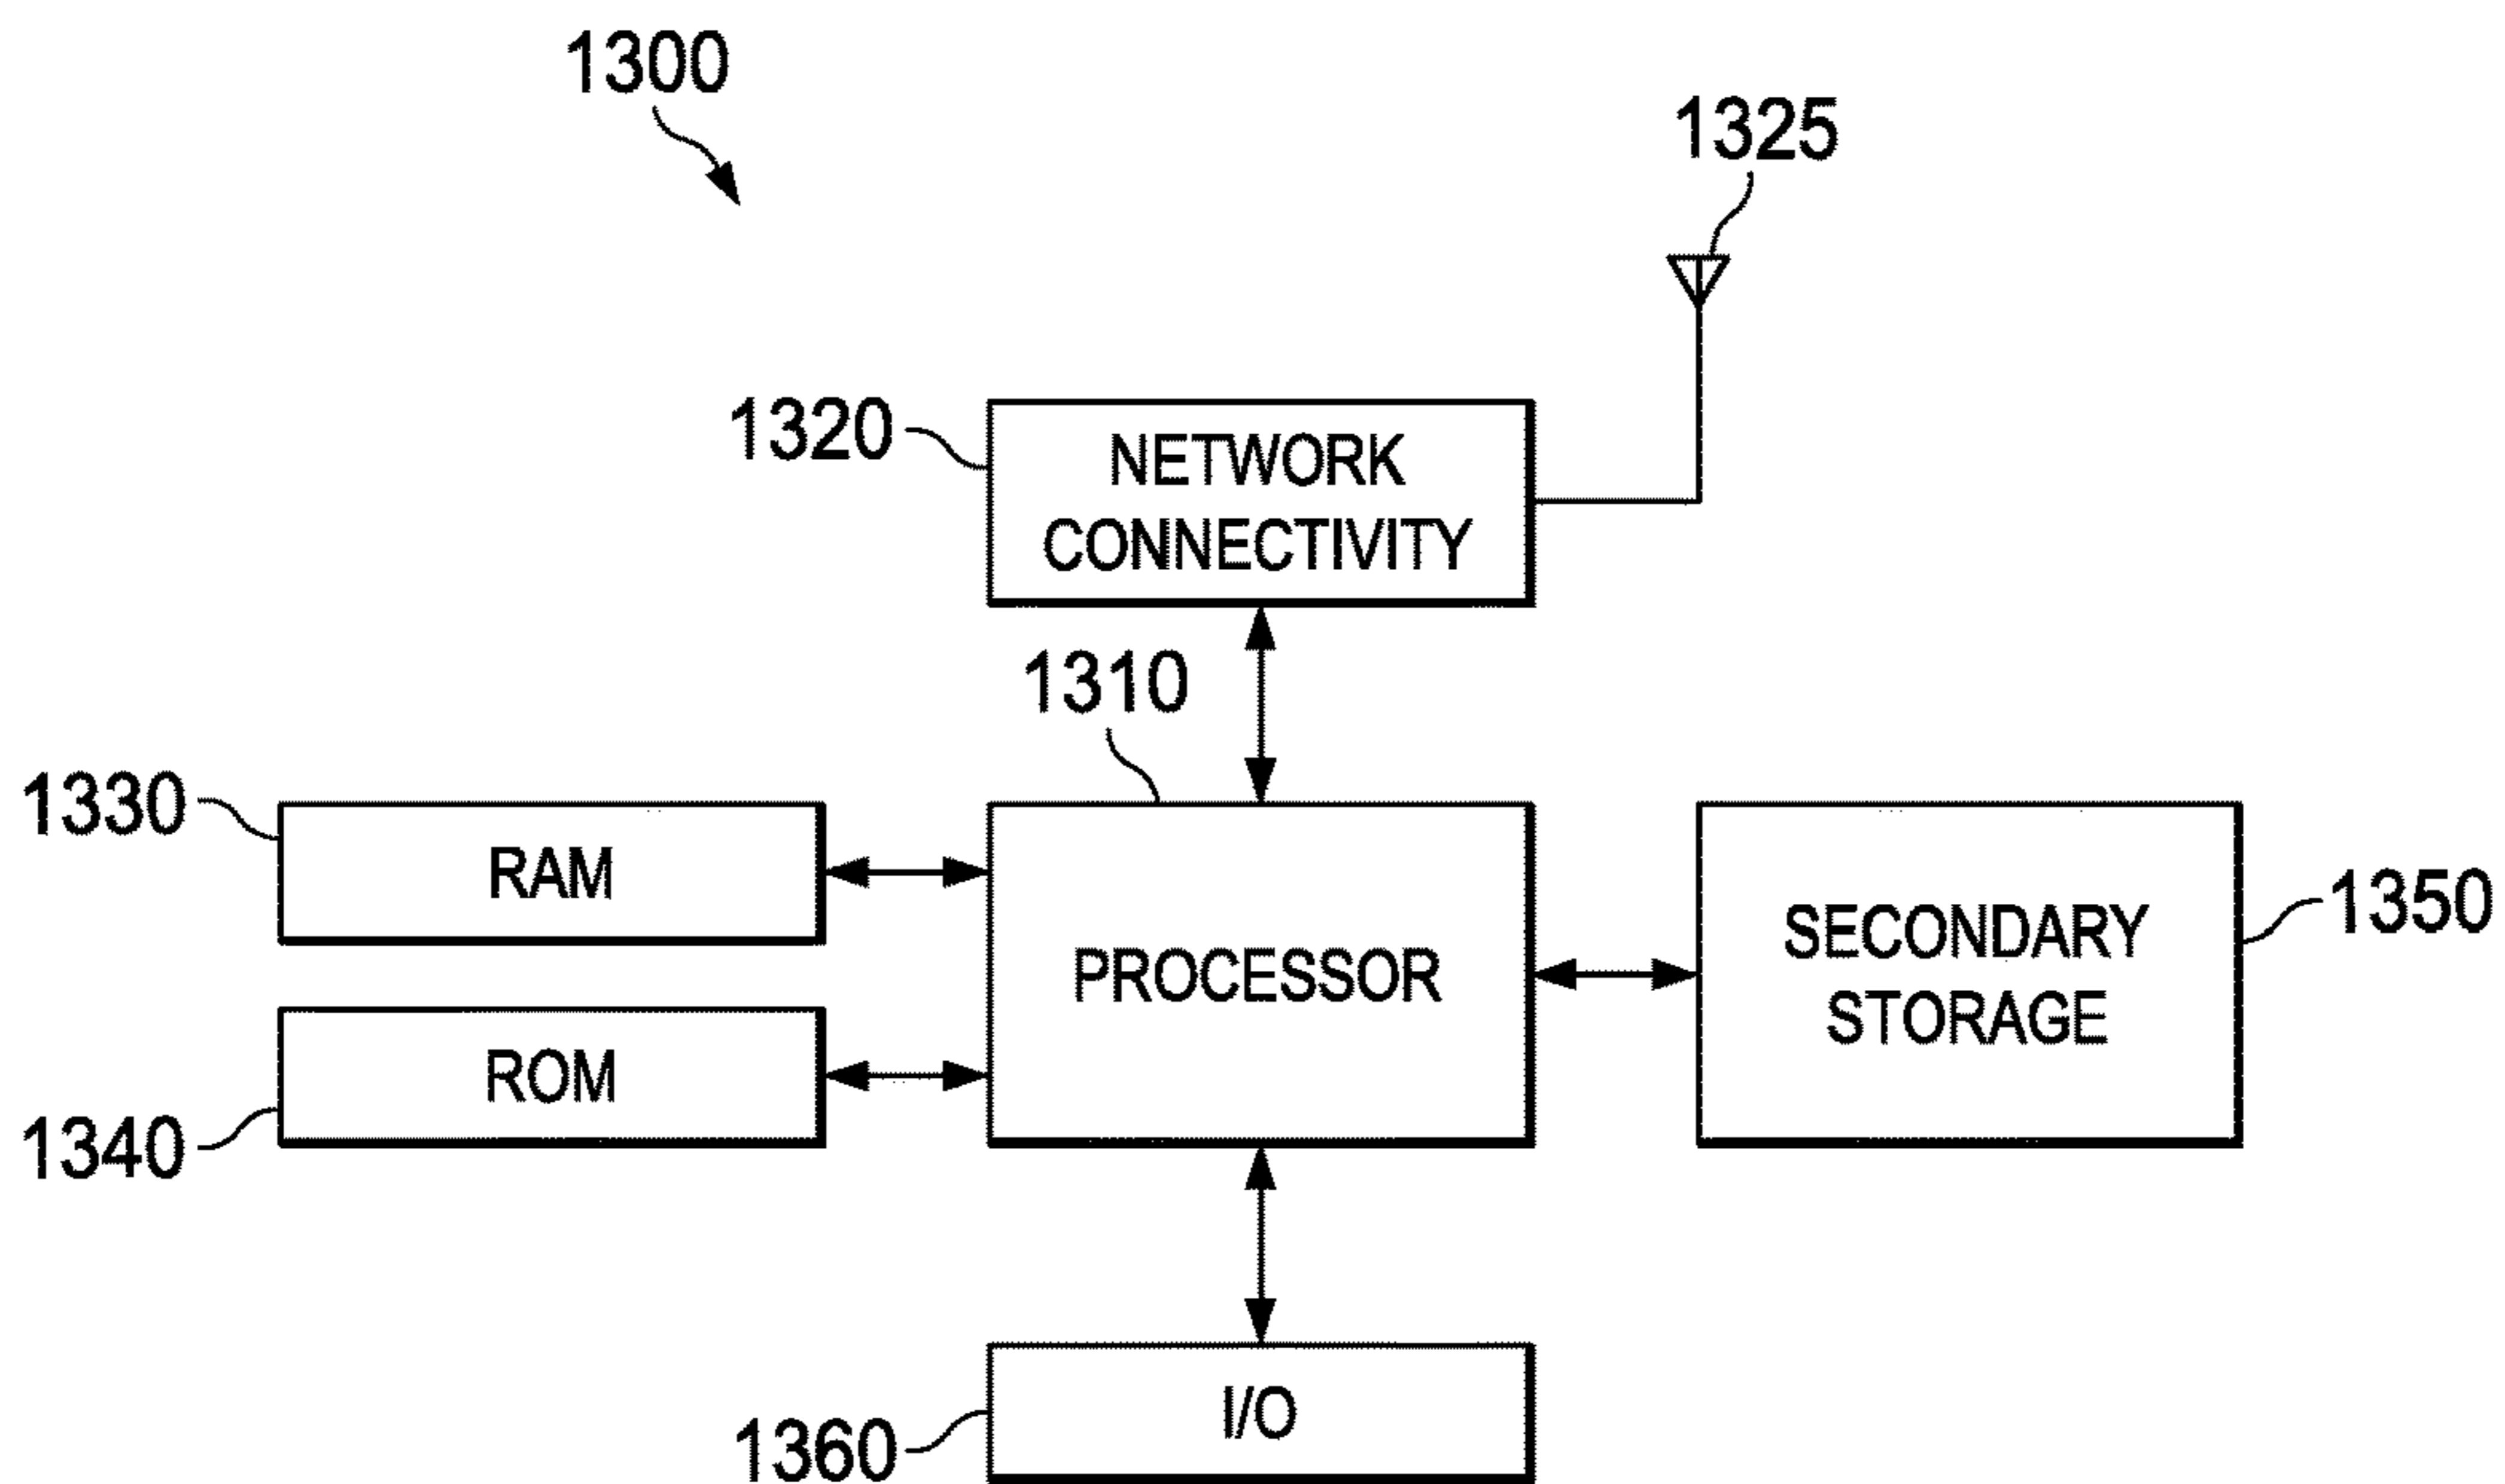 1300
1325
1320
NETWORK
CONNECTIVITY
1310
1330
RAM
PROCESSOR
SECONDARY
STORAGE
1350
ROM
1340
I/O
1360